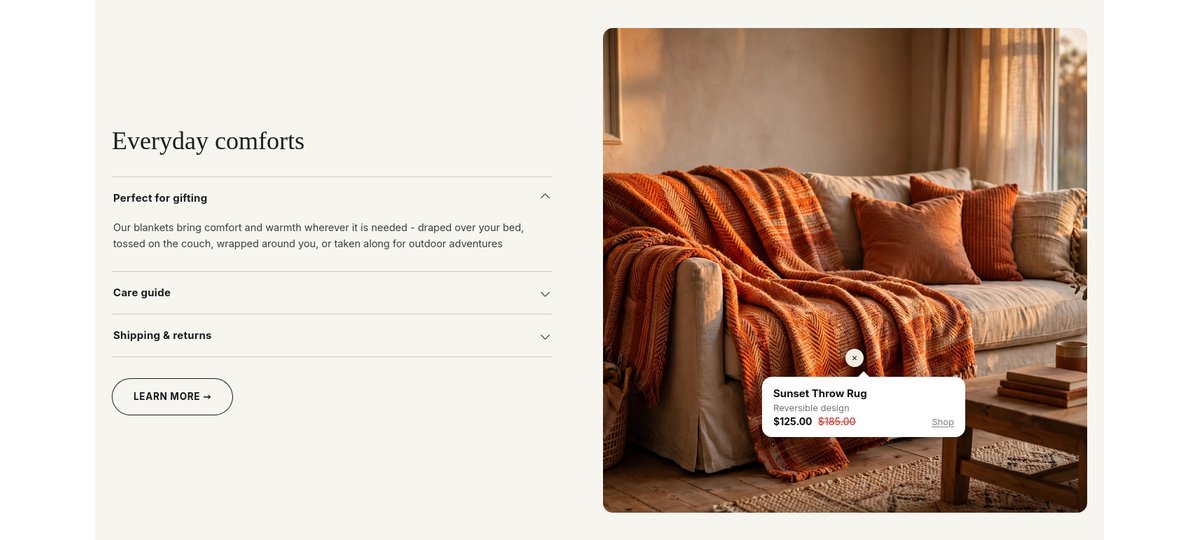 Everyday comforts
Perfect for gifting
Our blankets bring comfort and warmth wherever it is needed - draped over your bed,
tossed on the couch, wrapped around you, or taken along for outdoor adventures
Care guide
Shipping & returns
LEARN MORE →
Sunset Throw Rug
Reversible design
$125.00 $185.00
Shop